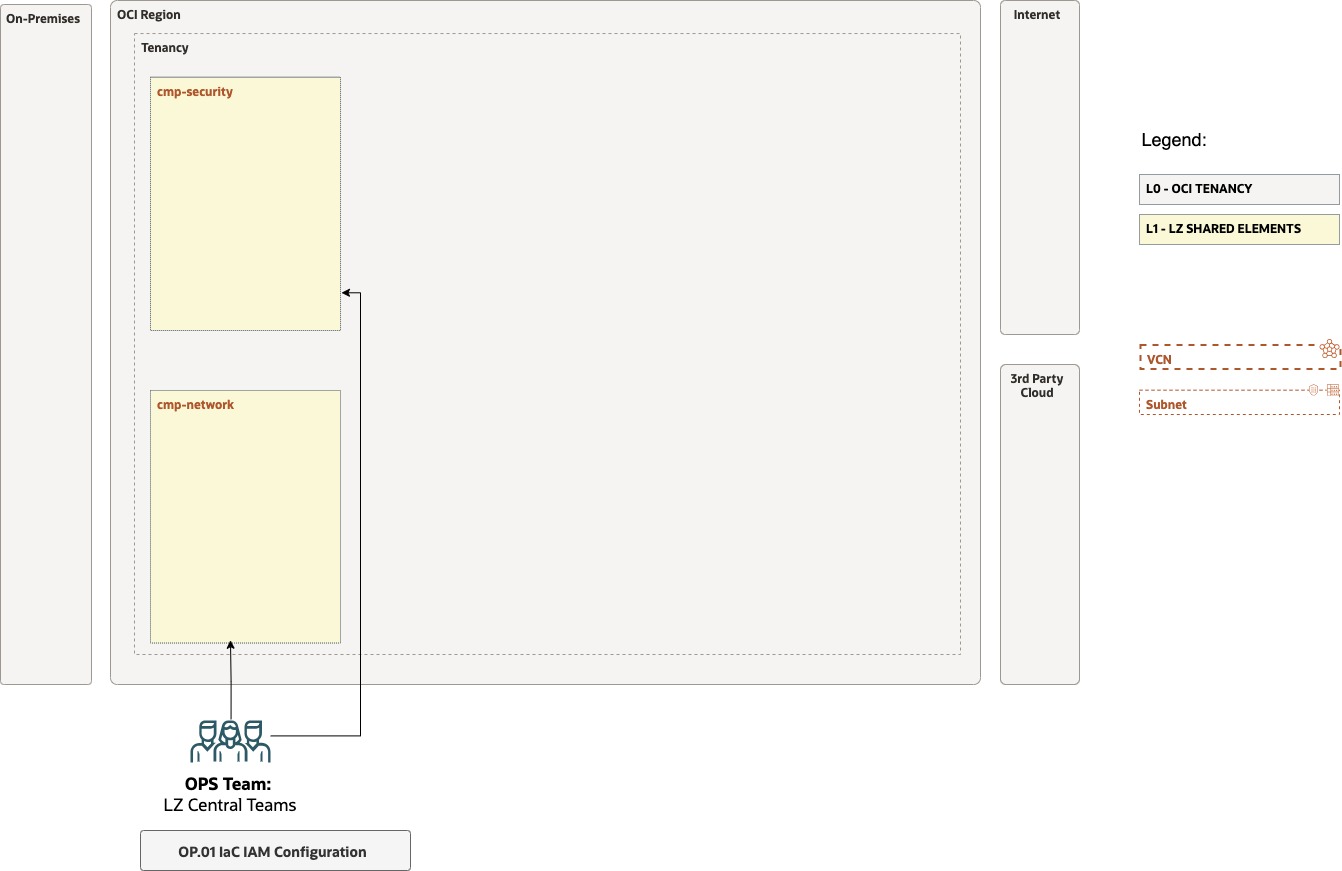 On-Premises
OCI Region
Tenancy
cmp-security
cmp-network
Internet
3rd Party
Cloud
Legend:
L0 - OCI TENANCY
L1 - LZ SHARED ELEMENTS
VCN
Subnet
OPS Team:
LZ Central Teams
OP.01 IaC IAM Configuration